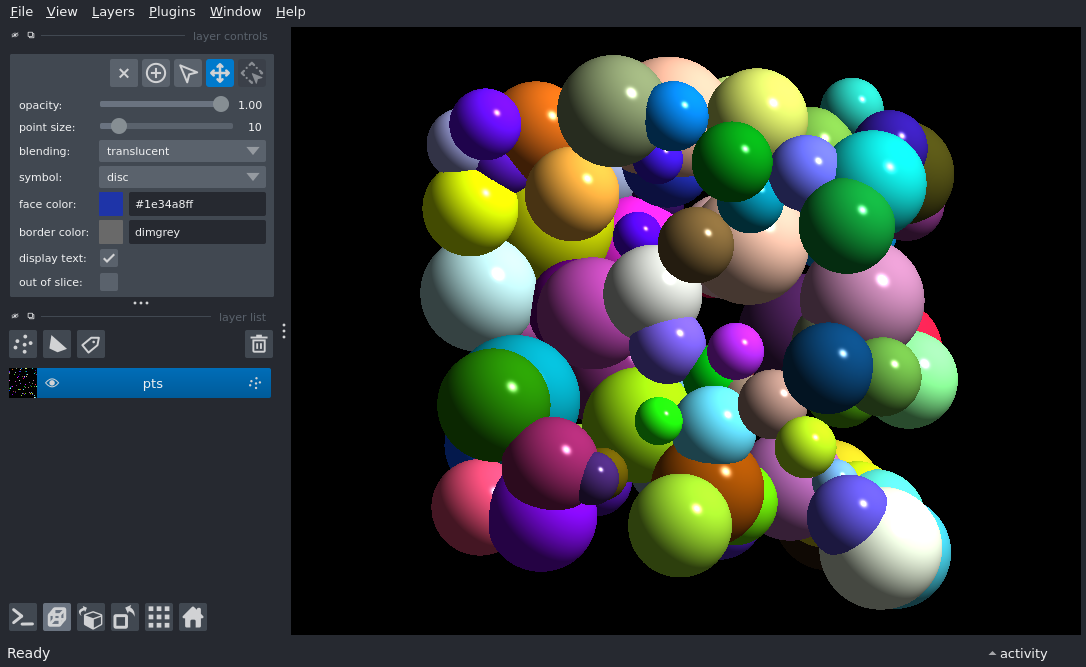 File View Layers Plugins Window Help
layer controls
opacity: 1.00
point size: 10
blending: translucent
symbol: disc
face color: #1e34a8ff
border color: dimgrey
display text:
out of slice:
layer list
pts
Ready
activity